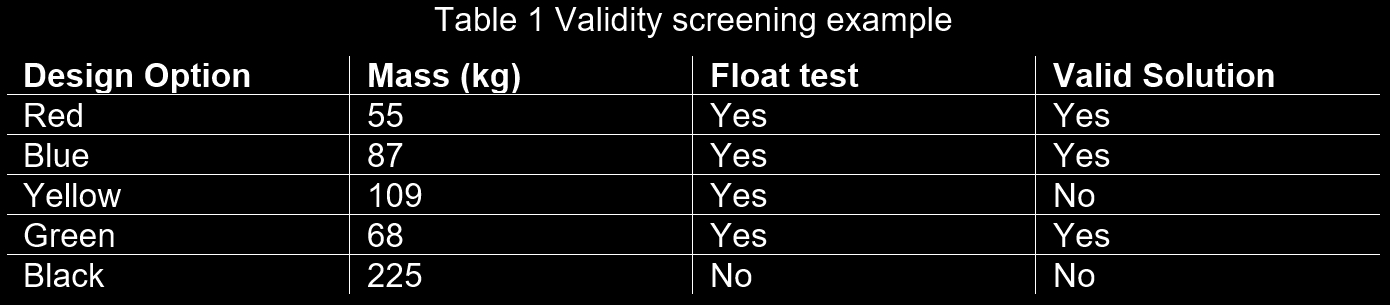 Table 1 Validity screening example
Design Option Mass (kg) Float test Valid Solution
Red 55 Yes Yes
Blue 87 Yes Yes
Yellow 109 Yes No
Green 68 Yes Yes
Black 225 No No